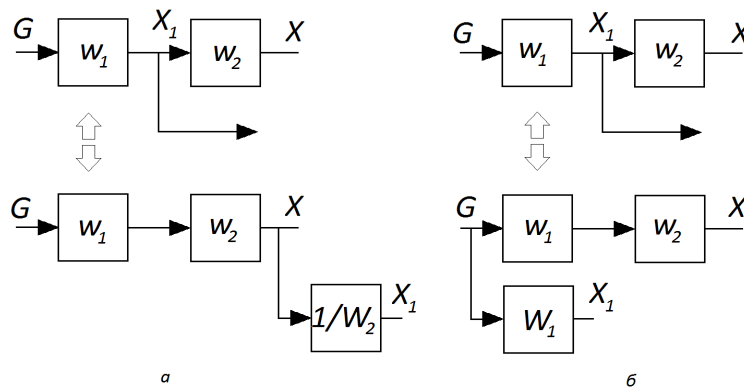 G w₁ X₁ w₂ X
G w₁ X₁ w₂ X
G w₁ w₂ X
G w₁ w₂ X
1/W₂ X₁
W₁ X₁
а
б